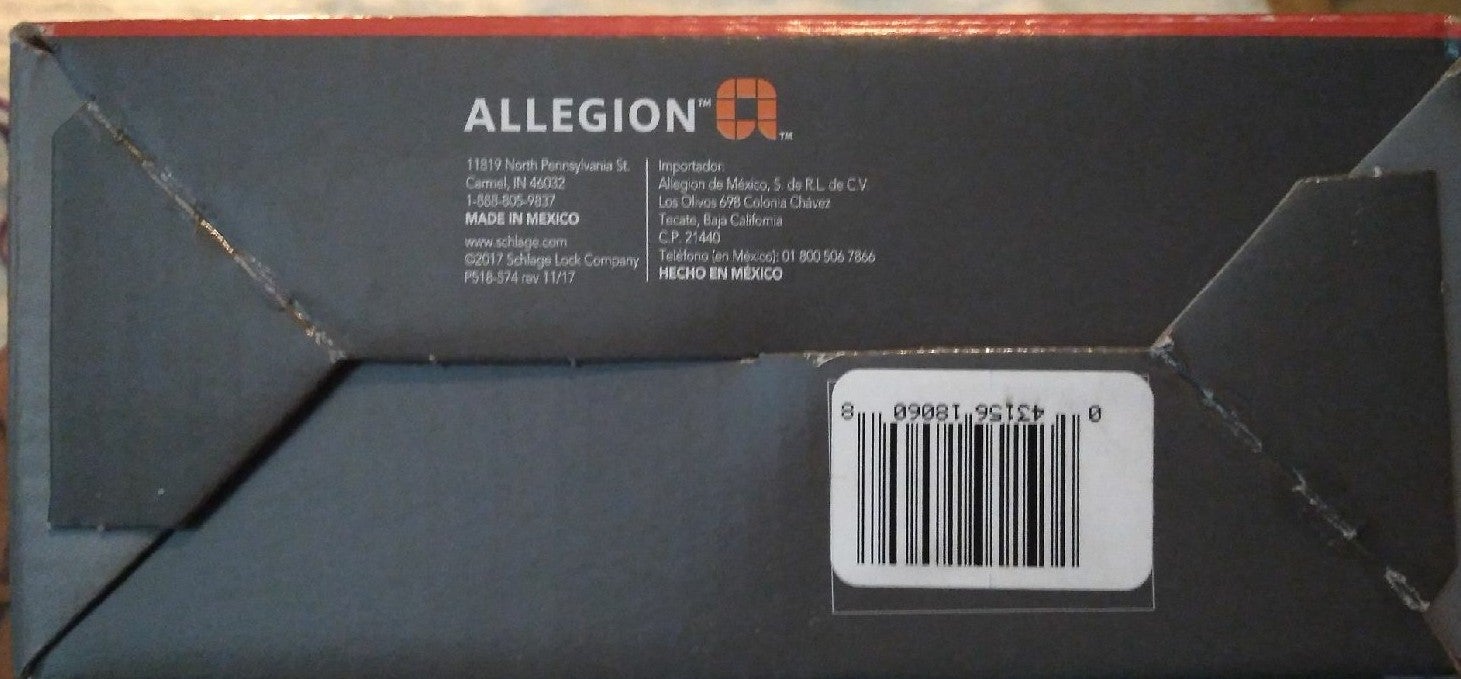 ALLEGION™
™
11819 North Pennsylvania St.
Carmel, IN 46032
1-888-805-9837
MADE IN MEXICO
www.schlage.com
©2017 Schlage Lock Company
P518-574 rev 11/17
Importador:
Allegion de México, S. de R.L. de C.V.
Los Olivos 698 Colonia Chávez
Tecate, Baja California
C.P. 21440
Teléfono (en México): 01 800 506 7866
HECHO EN MÉXICO
0 43156 18060 8